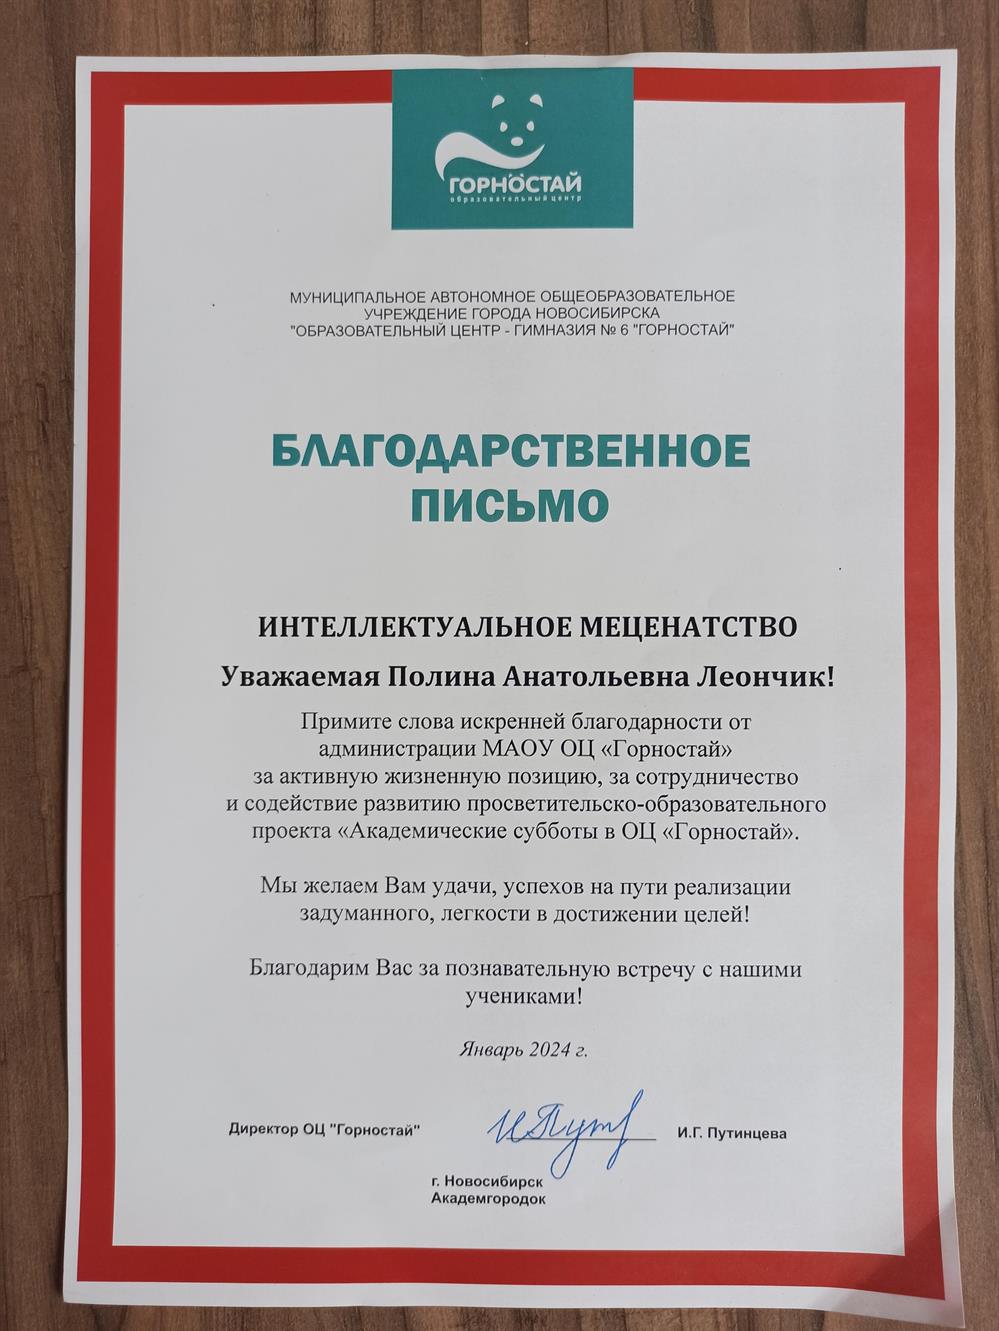 ГОРНОСТАЙ
образовательный центр
МУНИЦИПАЛЬНОЕ АВТОНОМНОЕ ОБЩЕОБРАЗОВАТЕЛЬНОЕ
УЧРЕЖДЕНИЕ ГОРОДА НОВОСИБИРСКА
"ОБРАЗОВАТЕЛЬНЫЙ ЦЕНТР - ГИМНАЗИЯ № 6 "ГОРНОСТАЙ"
БЛАГОДАРСТВЕННОЕ
ПИСЬМО
ИНТЕЛЛЕКТУАЛЬНОЕ МЕЦЕНАТСТВО
Уважаемая Полина Анатольевна Леончик!
Примите слова искренней благодарности от
администрации МАОУ ОЦ «Горностай»
за активную жизненную позицию, за сотрудничество
и содействие развитию просветительско-образовательного
проекта «Академические субботы в ОЦ «Горностай».
Мы желаем Вам удачи, успехов на пути реализации
задуманного, легкости в достижении целей!
Благодарим Вас за познавательную встречу с нашими
учениками!
Январь 2024 г.
Директор ОЦ "Горностай"
И.Г. Путинцева
г. Новосибирск
Академгородок